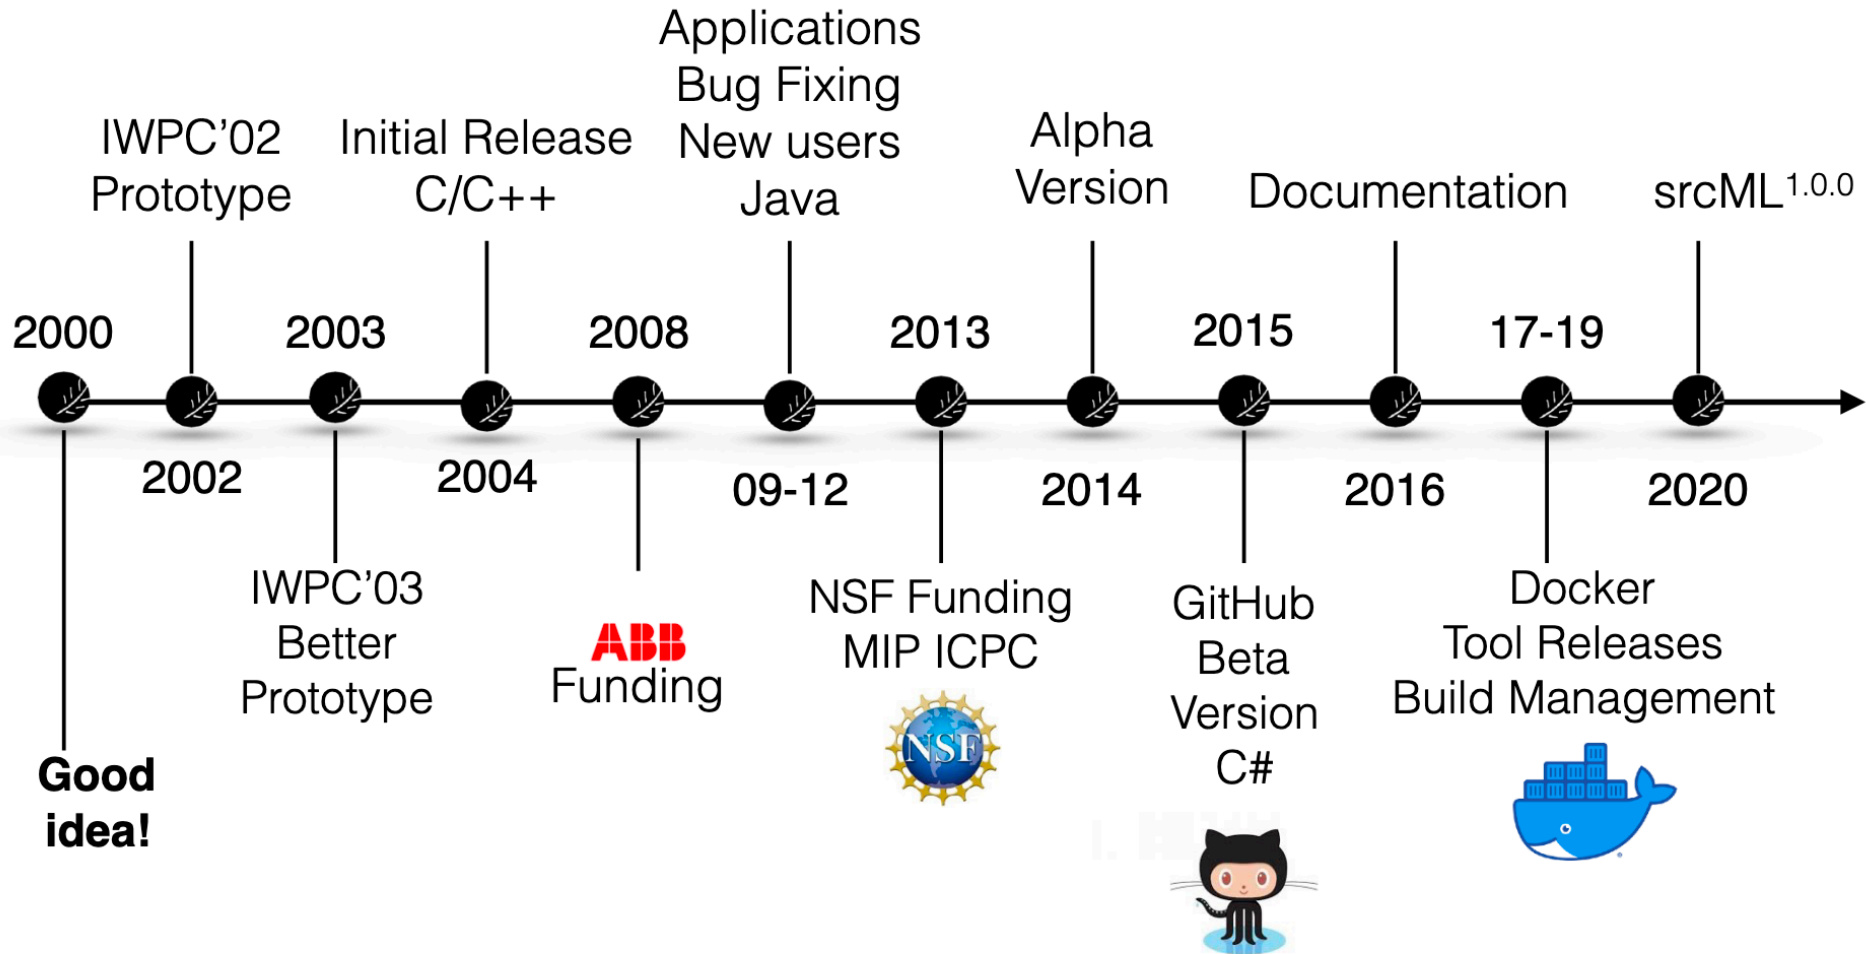 Applications
Bug Fixing
New users
Java
IWPC'02
Prototype
Initial Release
C/C++
Alpha
Version
Documentation
srcML1.0.0
2000
2003
2008
2013
2015
17-19
2002
2004
09-12
2014
2016
2020
Good
idea!
IWPC'03
Better
Prototype
ABB
Funding
NSF Funding
MIP ICPC
NSF
GitHub
Beta
Version
C#
Docker
Tool Releases
Build Management